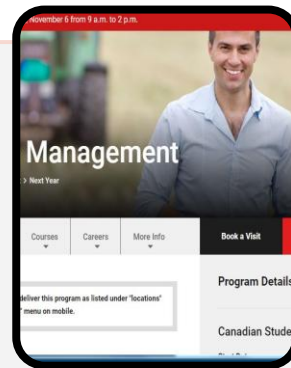 November 6 from 9 a.m. to 2 p.m.
Management
> Next Year
Courses
Careers
More Info
Book a Visit
deliver this program as listed under "locations"
menu on mobile.
Program Details
Canadian Stude